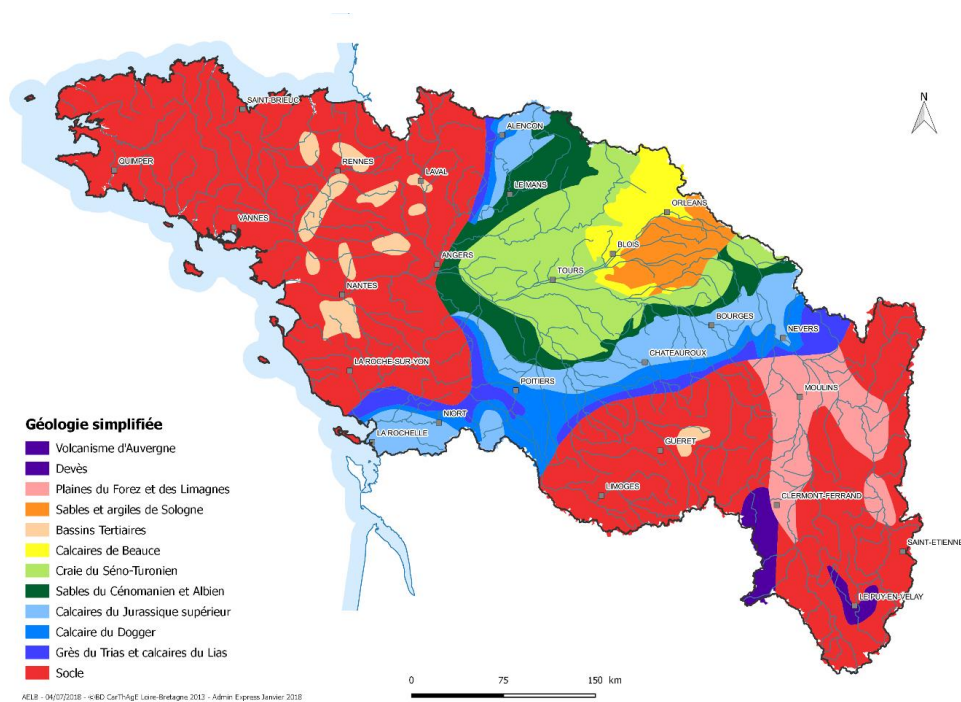 N
SAINT-BRIEUC
ALENCON
QUIMPER
RENNES
LAVAL
LE MANS
ORLEANS
VANNES
BLOIS
ANGERS
TOURS
NANTES
BOURGES
NEVERS
CHATEAUROUX
LA ROCHE-SUR-YON
POITIERS
MOULINS
NIORT
LA ROCHELLE
GUERET
LIMOGES
CLERMONT-FERRAND
SAINT-ETIENNE
LE-PUY-EN-VELAY
Géologie simplifiée
Volcanisme d'Auvergne
Devès
Plaines du Forez et des Limagnes
Sables et argiles de Sologne
Bassins Tertiaires
Calcaires de Beauce
Craie du Séno-Turonien
Sables du Cénomanien et Albien
Calcaires du Jurassique supérieur
Calcaire du Dogger
Grès du Trias et calcaires du Lias
Socle
0 75 150 km
AELB - 04/07/2018 - BD CarThAgE Loire-Bretagne 2013 - Admin Express Janvier 2018